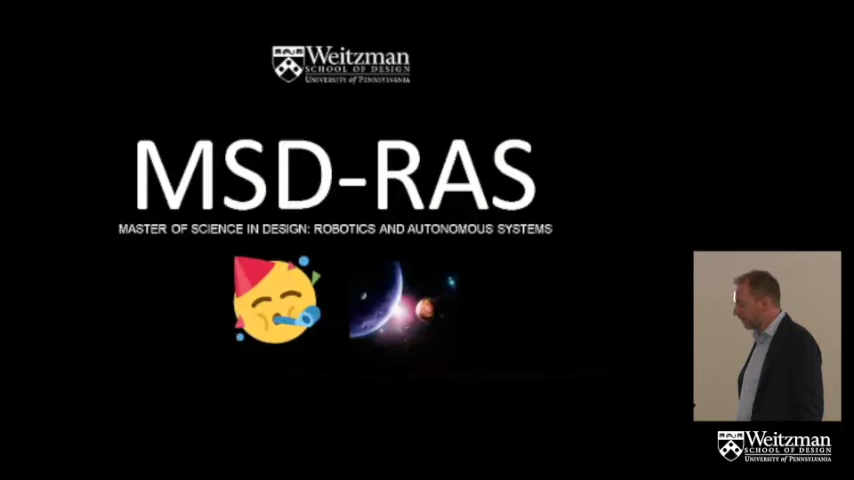 Weitzman
SCHOOL OF DESIGN
UNIVERSITY of PENNSYLVANIA
MSD-RAS
MASTER OF SCIENCE IN DESIGN: ROBOTICS AND AUTONOMOUS SYSTEMS
Weitzman
SCHOOL OF DESIGN
UNIVERSITY of PENNSYLVANIA